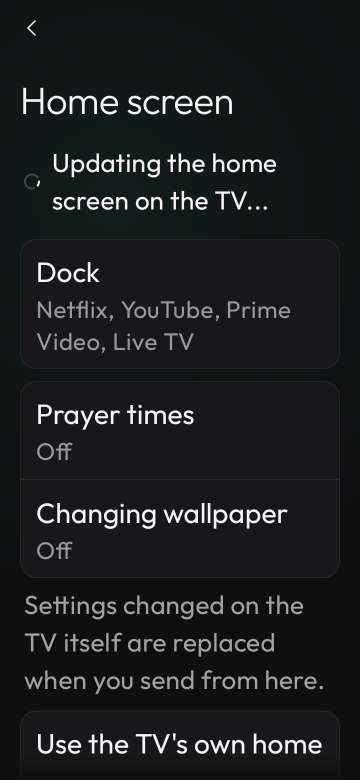 Home screen
Updating the home
screen on the TV...
Dock
Netflix, YouTube, Prime
Video, Live TV
Prayer times
Off
Changing wallpaper
Off
Settings changed on the
TV itself are replaced
when you send from here.
Use the TV's own home